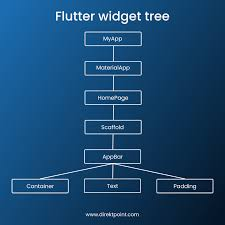 Flutter widget tree
MyApp
MaterialApp
HomePage
Scaffold
AppBar
Container
Text
Padding
www.direktpoint.com